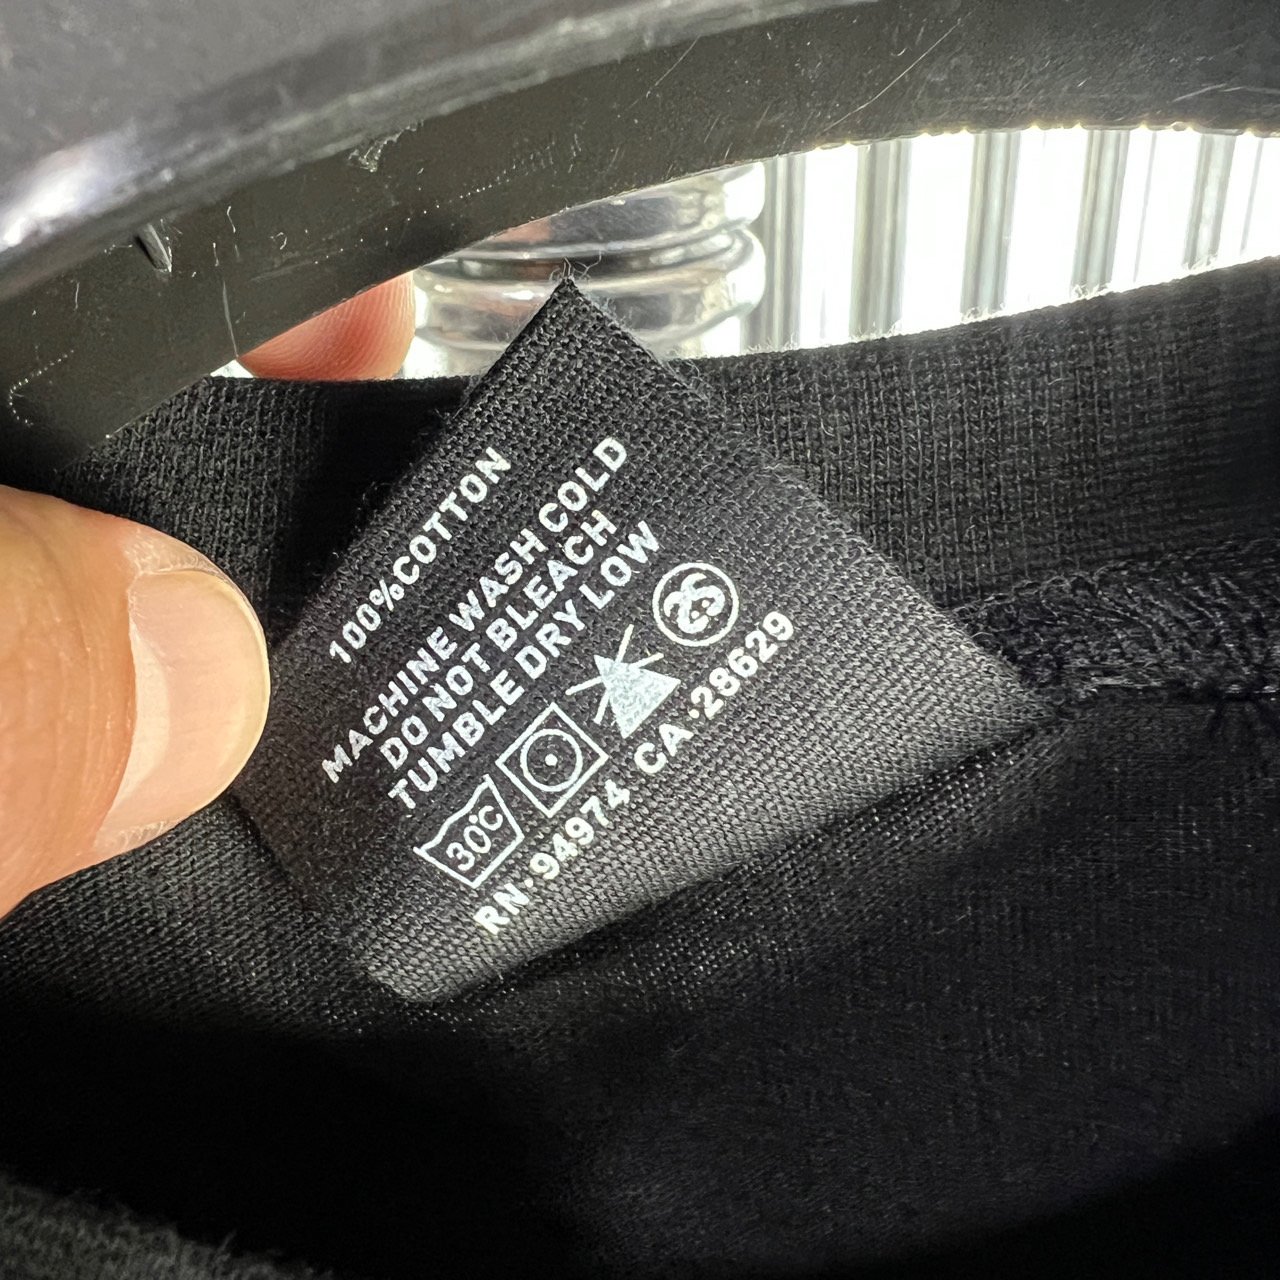 100%COTTON
MACHINE WASH COLD
DO NOT BLEACH
TUMBLE DRY LOW
30°C
RN·94974 CA·28629